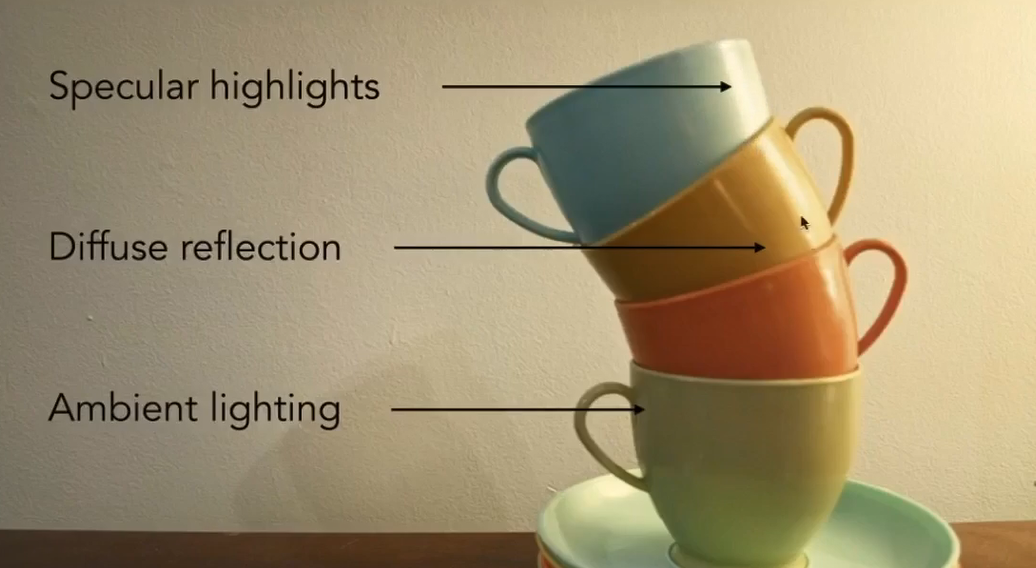 Specular highlights
Diffuse reflection
Ambient lighting